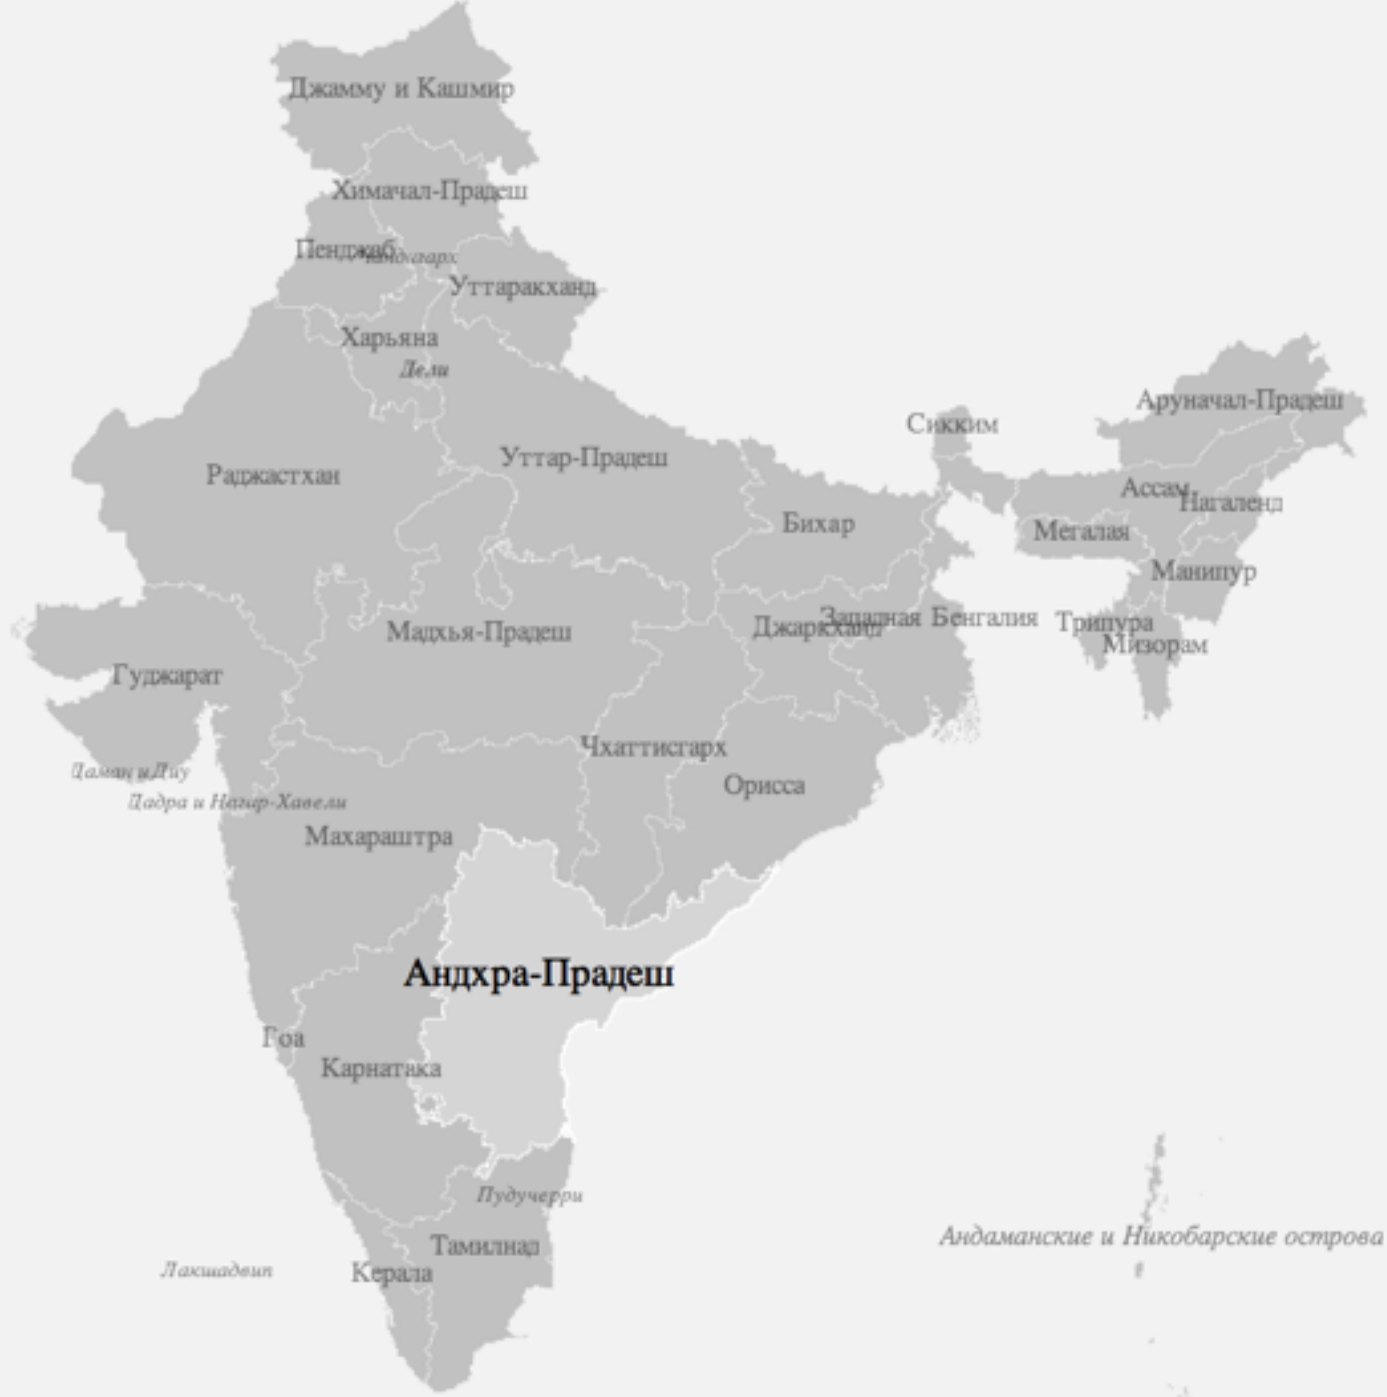 Джамму и Кашмир
Химачал-Прадеш
Пенджаб
Чандигарх
Уттаракханд
Харьяна
Дели
Аруначал-Прадеш
Сикким
Уттар-Прадеш
Раджастхан
Ассам
Нагаленд
Бихар
Мегалая
Манипур
Западная Бенгалия
Трипура
Джаркханд
Мадхья-Прадеш
Мизорам
Гуджарат
Чхаттисгарх
Даман и Диу
Орисса
Дадра и Нагар-Хавели
Махараштра
Андхра-Прадеш
Гоа
Карнатака
Пудучерри
Андаманские и Никобарские острова
Тамилнад
Лакшадвип
Керала